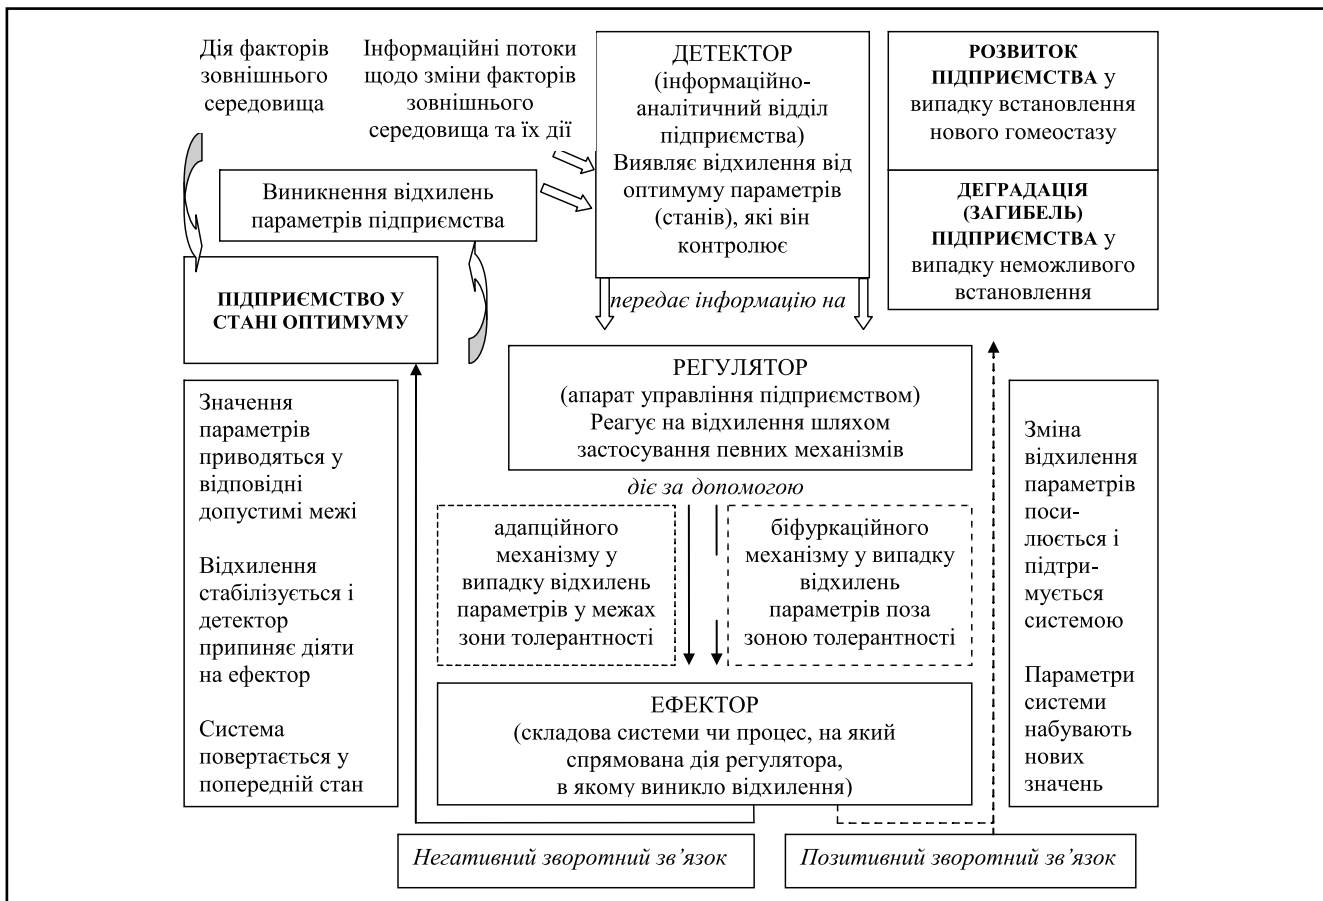 Дія факторів
зовнішнього
середовища
Інформаційні потоки
щодо зміни факторів
зовнішнього
середовища та їх дії
ДЕТЕКТОР
(інформаційно-
аналітичний відділ
підприємства)
Виявляє відхилення від
оптимуму параметрів
(станів), які він
контролює
РОЗВИТОК
ПІДПРИЄМСТВА у
випадку встановлення
нового гомеостазу
Виникнення відхилень
параметрів підприємства
ДЕГРАДАЦІЯ
(ЗАГИБЕЛЬ)
ПІДПРИЄМСТВА у
випадку неможливого
встановлення
ПІДПРИЄМСТВО У
СТАНІ ОПТИМУМУ
передає інформацію на
РЕГУЛЯТОР
(апарат управління підприємством)
Реагує на відхилення шляхом
застосування певних механізмів
діє за допомогою
Значення
параметрів
приводяться у
відповідні
допустимі межі
Відхилення
стабілізується і
детектор
припиняє діяти
на ефектор
Система
повертається у
попередній стан
адапційного
механізму у
випадку відхилень
параметрів у межах
зони толерантності
біфуркаційного
механізму у випадку
відхилень
параметрів поза
зоною толерантності
Зміна
відхилення
параметрів
поси-
люється і
підтри-
мується
системою
Параметри
системи
набувають
нових
значень
ЕФЕКТОР
(складова системи чи процес, на який
спрямована дія регулятора,
в якому виникло відхилення)
Негативний зворотний зв’язок
Позитивний зворотний зв’язок